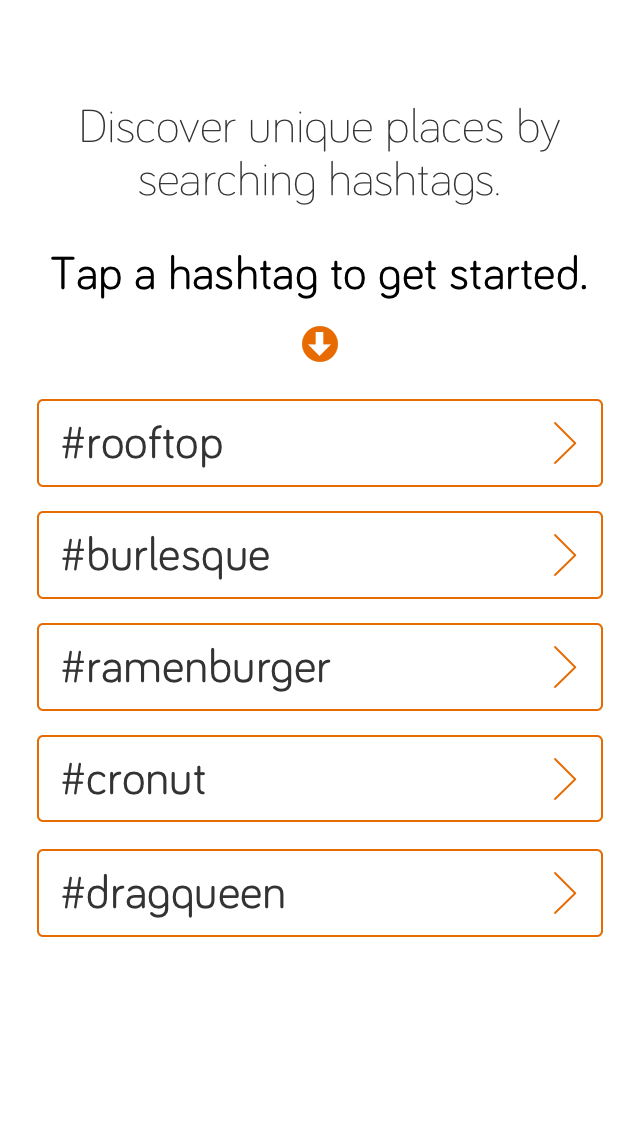 Discover unique places by
searching hashtags.
Tap a hashtag to get started.
#rooftop
#burlesque
#ramenburger
#cronut
#dragqueen